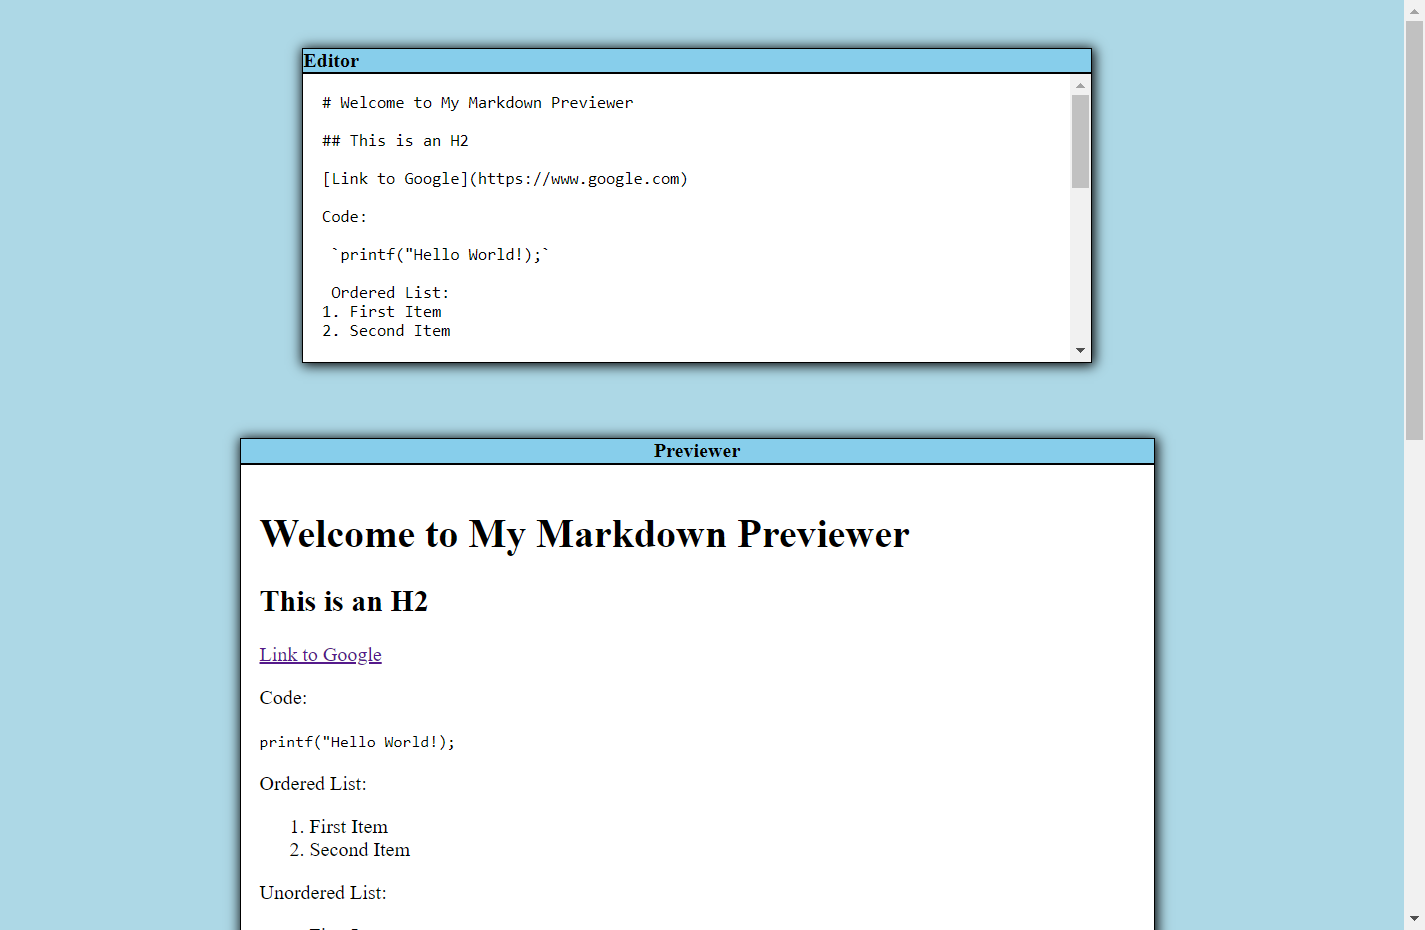 Editor
# Welcome to My Markdown Previewer
## This is an H2
[Link to Google](https://www.google.com)
Code:
`printf("Hello World!);`
Ordered List:
1. First Item
2. Second Item
Previewer
Welcome to My Markdown Previewer
This is an H2
Link to Google
Code:
printf("Hello World!);
Ordered List:
1. First Item
2. Second Item
Unordered List: